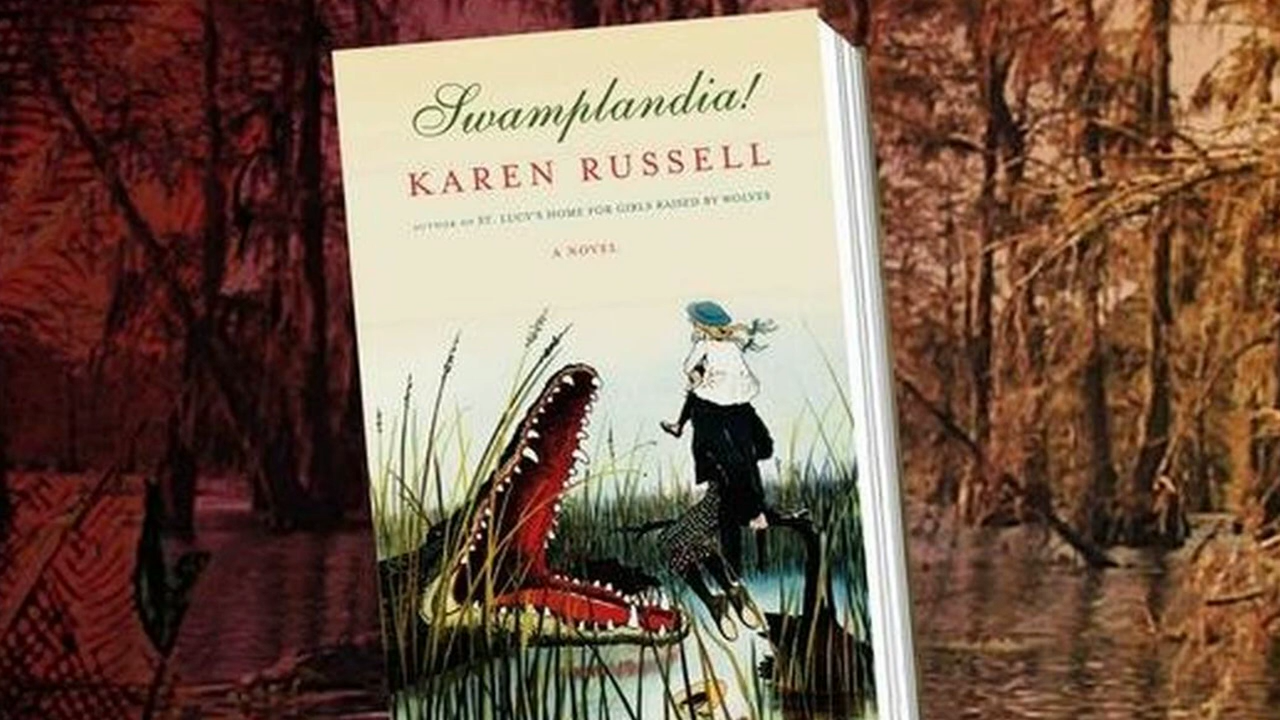 Swamplandia!
KAREN RUSSELL
AUTHOR OF ST. LUCY'S HOME FOR GIRLS RAISED BY WOLVES
A NOVEL